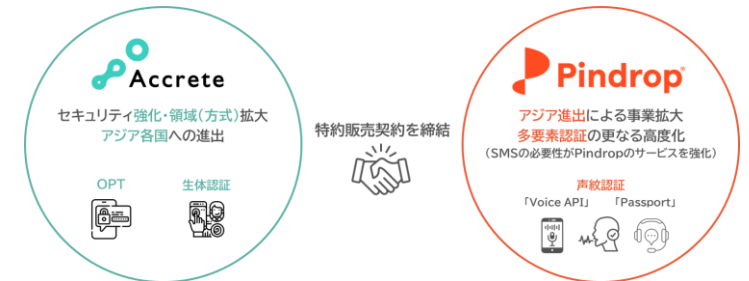 Accrete
セキュリティ強化・領域(方式)拡大
アジア各国への進出
OPT
生体認証
特約販売契約を締結
Pindrop
アジア進出による事業拡大
多要素認証の更なる高度化
(SMSの必要性がPindropのサービスを強化)
声紋認証
「Voice API」 「Passport」